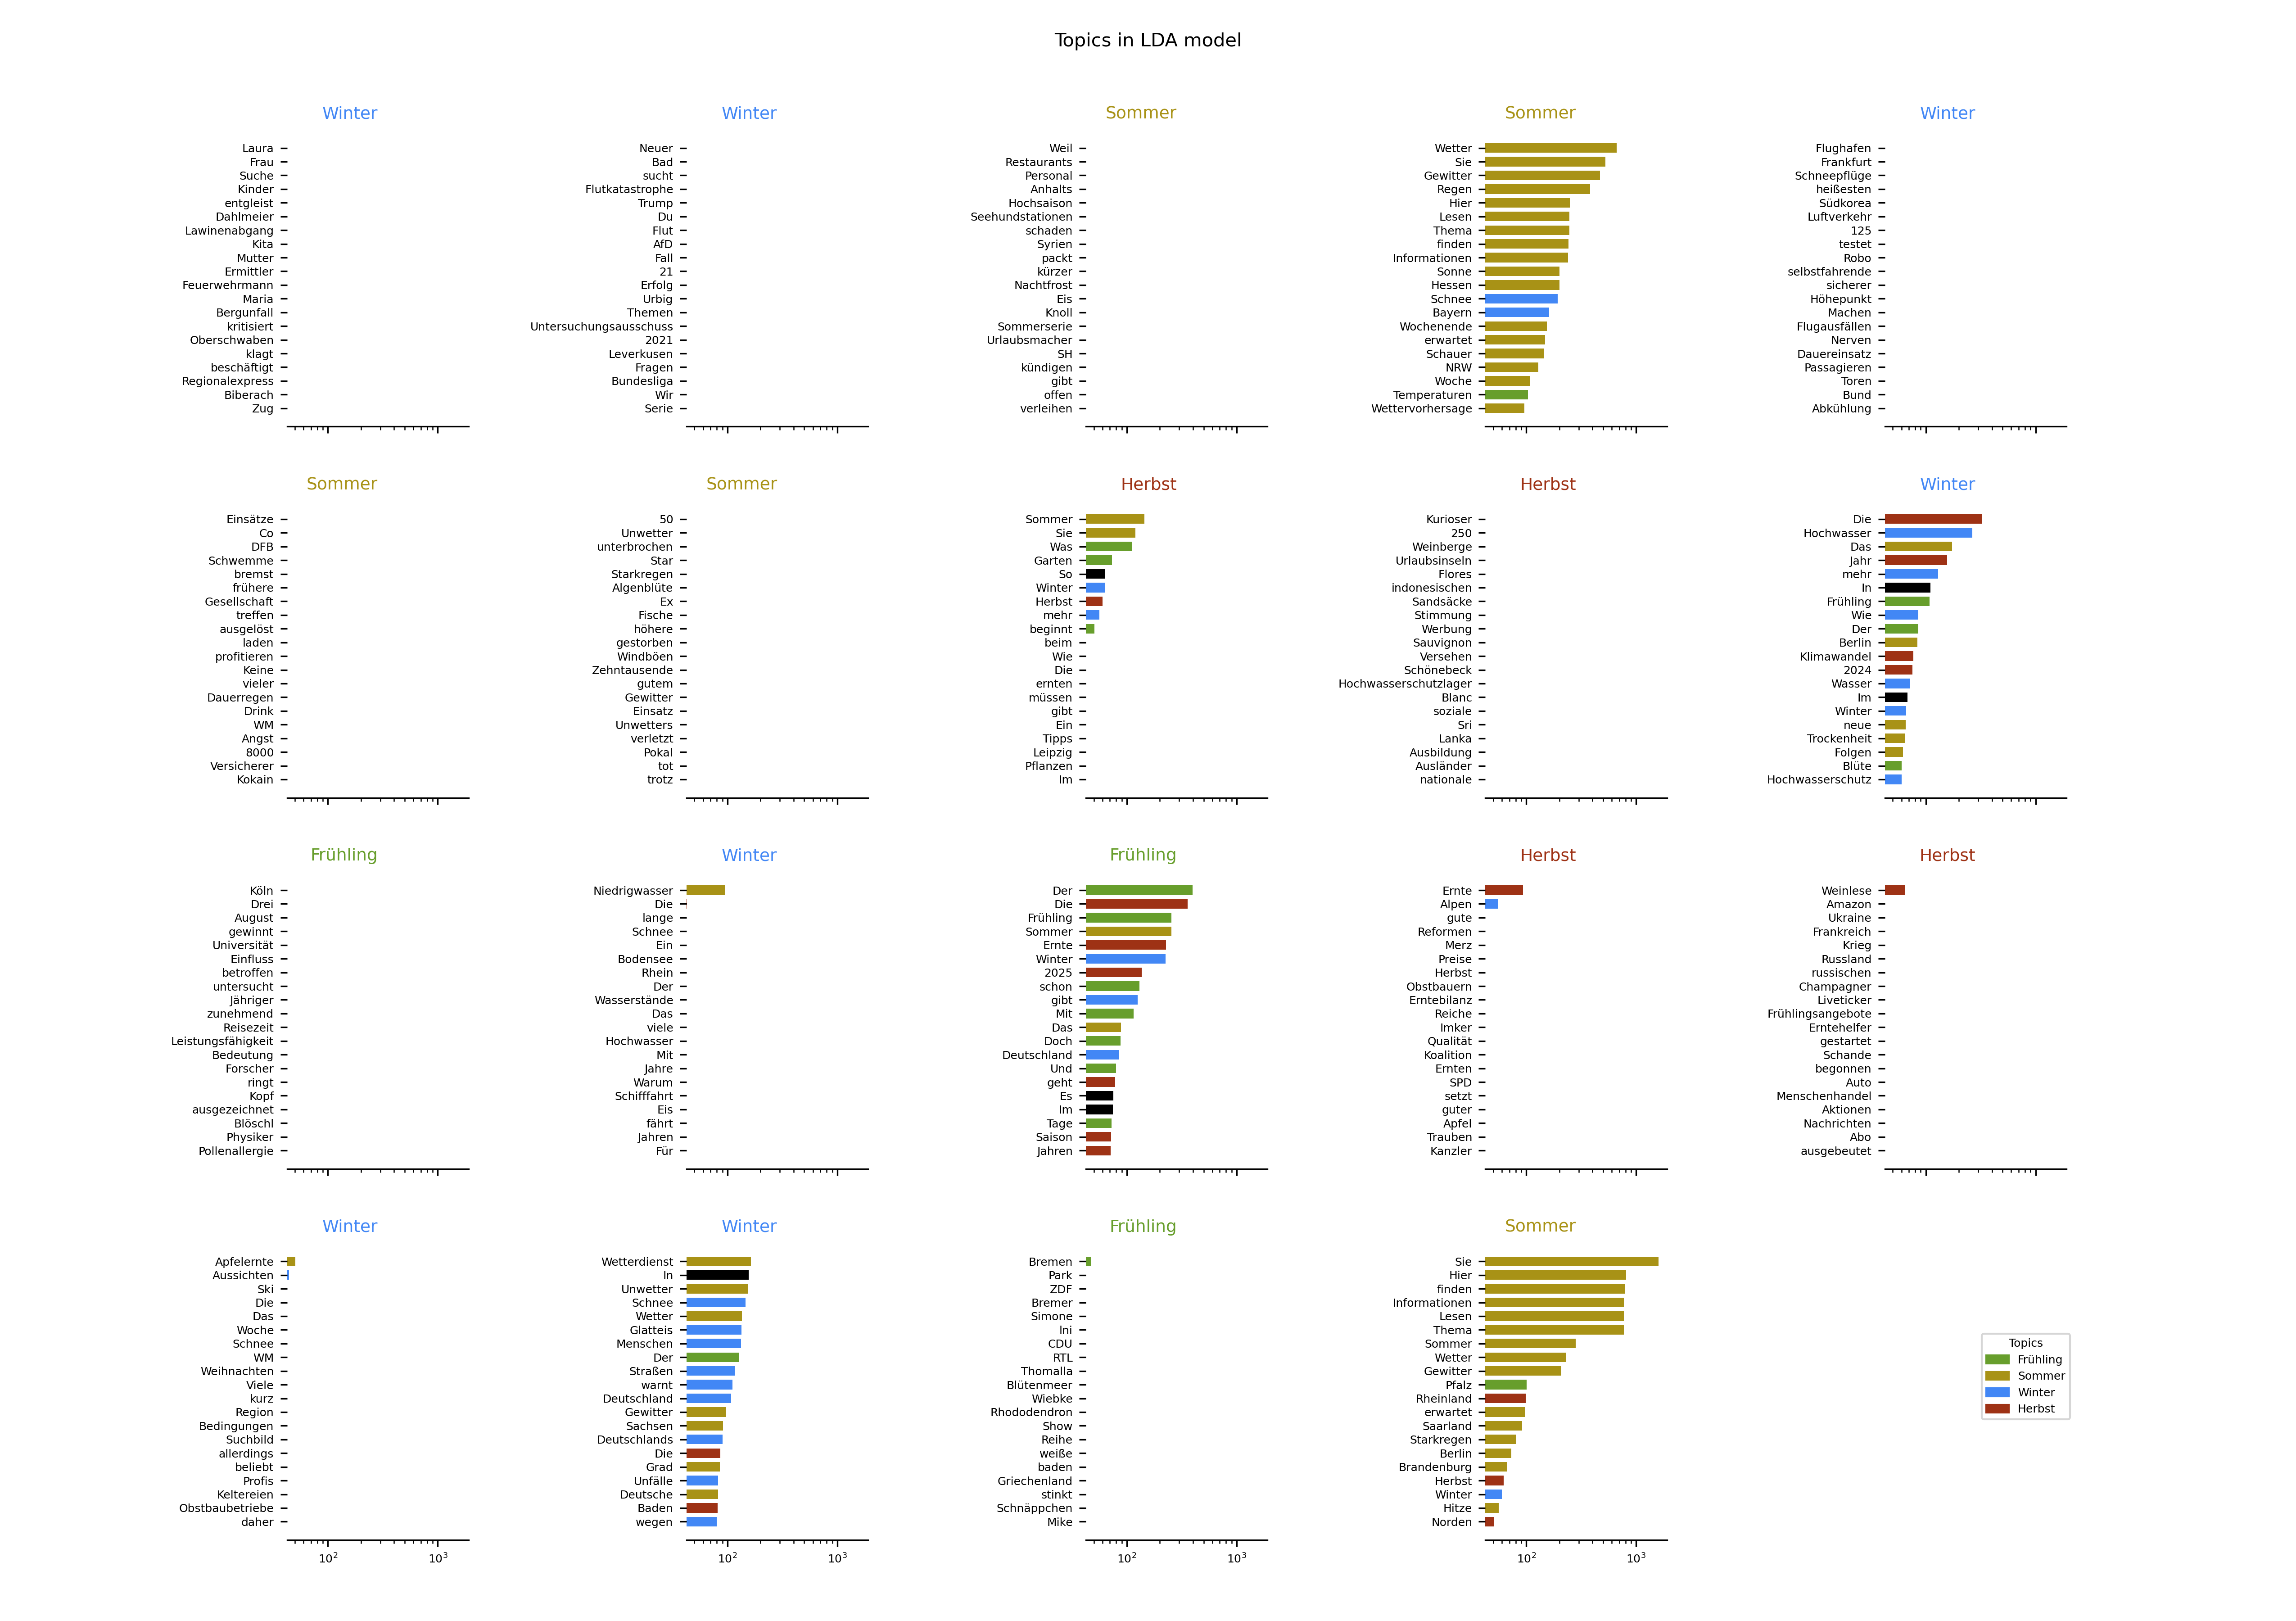 Topics in LDA model
Winter
Laura
Frau
Suche
Kinder
entgleist
Dahlmeier
Lawinenabgang
Kita
Mutter
Ermittler
Feuerwehrmann
Maria
Bergunfall
kritisiert
Oberschwaben
klagt
beschäftigt
Regionalexpress
Biberach
Zug
Winter
Neuer
Bad
sucht
Flutkatastrophe
Trump
Du
Flut
AfD
Fall
21
Erfolg
Urbig
Themen
Untersuchungsausschuss
2021
Leverkusen
Fragen
Bundesliga
Wir
Serie
Sommer
Weil
Restaurants
Personal
Anhalts
Hochsaison
Seehundstationen
schaden
Syrien
packt
kürzer
Nachtfrost
Eis
Knoll
Sommerserie
Urlaubsmacher
SH
kündigen
gibt
offen
verleihen
Sommer
Wetter
Sie
Gewitter
Regen
Hier
Lesen
Thema
finden
Informationen
Sonne
Hessen
Schnee
Bayern
Wochenende
erwartet
Schauer
NRW
Woche
Temperaturen
Wettervorhersage
Winter
Flughafen
Frankfurt
Schneepflüge
heißesten
Südkorea
Luftverkehr
125
testet
Robo
selbstfahrende
sicherer
Höhepunkt
Machen
Flugausfällen
Nerven
Dauereinsatz
Passagieren
Toren
Bund
Abkühlung
Sommer
Einsätze
Co
DFB
Schwemme
bremst
frühere
Gesellschaft
treffen
ausgelöst
laden
profitieren
Keine
vieler
Dauerregen
Drink
WM
Angst
8000
Versicherer
Kokain
Sommer
50
Unwetter
unterbrochen
Star
Starkregen
Algenblüte
Ex
Fische
höhere
gestorben
Windböen
Zehntausende
gutem
Gewitter
Einsatz
Unwetters
verletzt
Pokal
tot
trotz
Herbst
Sommer
Sie
Was
Garten
So
Winter
Herbst
mehr
beginnt
beim
Wie
Die
ernten
müssen
gibt
Ein
Tipps
Leipzig
Pflanzen
Im
Herbst
Kurioser
250
Weinberge
Urlaubsinseln
Flores
indonesischen
Sandsäcke
Stimmung
Werbung
Sauvignon
Versehen
Schönebeck
Hochwasserschutzlager
Blanc
soziale
Sri
Lanka
Ausbildung
Ausländer
nationale
Winter
Die
Hochwasser
Das
Jahr
mehr
In
Frühling
Wie
Der
Berlin
Klimawandel
2024
Wasser
Im
Winter
neue
Trockenheit
Folgen
Blüte
Hochwasserschutz
Frühling
Köln
Drei
August
gewinnt
Universität
Einfluss
betroffen
untersucht
Jähriger
zunehmend
Reisezeit
Leistungsfähigkeit
Bedeutung
Forscher
ringt
Kopf
ausgezeichnet
Blöschl
Physiker
Pollenallergie
Winter
Niedrigwasser
Die
lange
Schnee
Ein
Bodensee
Rhein
Der
Wasserstände
Das
viele
Hochwasser
Mit
Jahre
Warum
Schifffahrt
Eis
fährt
Jahren
Für
Frühling
Der
Die
Frühling
Sommer
Ernte
Winter
2025
schon
gibt
Mit
Das
Doch
Deutschland
Und
geht
Es
Im
Tage
Saison
Jahren
Herbst
Ernte
Alpen
gute
Reformen
Merz
Preise
Herbst
Obstbauern
Erntebilanz
Reiche
Imker
Qualität
Koalition
Ernten
SPD
setzt
guter
Apfel
Trauben
Kanzler
Herbst
Weinlese
Amazon
Ukraine
Frankreich
Krieg
Russland
russischen
Champagner
Liveticker
Frühlingsangebote
Erntehelfer
gestartet
Schande
begonnen
Auto
Menschenhandel
Aktionen
Nachrichten
Abo
ausgebeutet
Winter
Apfelernte
Aussichten
Ski
Die
Das
Woche
Schnee
WM
Weihnachten
Viele
kurz
Region
Bedingungen
Suchbild
allerdings
beliebt
Profis
Keltereien
Obstbaubetriebe
daher
10² 10³
Winter
Wetterdienst
In
Unwetter
Schnee
Wetter
Glatteis
Menschen
Der
Straßen
warnt
Deutschland
Gewitter
Sachsen
Deutschlands
Die
Grad
Unfälle
Deutsche
Baden
wegen
10² 10³
Frühling
Bremen
Park
ZDF
Bremer
Simone
Ini
CDU
RTL
Thomalla
Blütenmeer
Wiebke
Rhododendron
Show
Reihe
weiße
baden
Griechenland
stinkt
Schnäppchen
Mike
10² 10³
Sommer
Sie
Hier
finden
Informationen
Lesen
Thema
Sommer
Wetter
Gewitter
Pfalz
Rheinland
erwartet
Saarland
Starkregen
Berlin
Brandenburg
Herbst
Winter
Hitze
Norden
10² 10³
Topics
Frühling
Sommer
Winter
Herbst